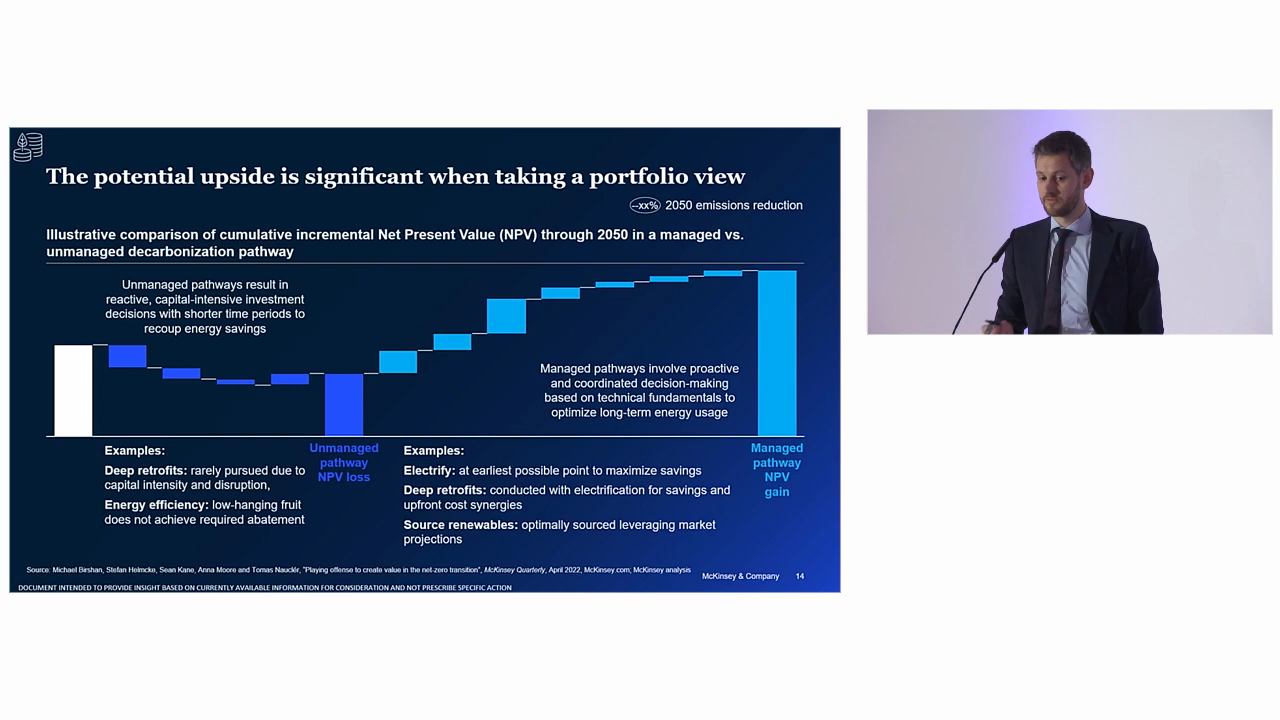 The potential upside is significant when taking a portfolio view
--xx% 2050 emissions reduction
Illustrative comparison of cumulative incremental Net Present Value (NPV) through 2050 in a managed vs.
unmanaged decarbonization pathway
Unmanaged pathways result in
reactive, capital-intensive investment
decisions with shorter time periods to
recoup energy savings
Managed pathways involve proactive
and coordinated decision-making
based on technical fundamentals to
optimize long-term energy usage
Examples:
Deep retrofits: rarely pursued due to
capital intensity and disruption,
Energy efficiency: low-hanging fruit
does not achieve required abatement
Unmanaged
pathway
NPV loss
Examples:
Electrify: at earliest possible point to maximize savings
Deep retrofits: conducted with electrification for savings and
upfront cost synergies
Source renewables: optimally sourced leveraging market
projections
Managed
pathway
NPV
gain
Source: Michael Birshan, Stefan Helmcke, Sean Kane, Anna Moore and Tomas Nauclér, "Playing offense to create value in the net-zero transition", McKinsey Quarterly, April 2022, McKinsey.com; McKinsey analysis
McKinsey & Company 14
DOCUMENT INTENDED TO PROVIDE INSIGHT BASED ON CURRENTLY AVAILABLE INFORMATION FOR CONSIDERATION AND NOT PRESCRIBE SPECIFIC ACTION